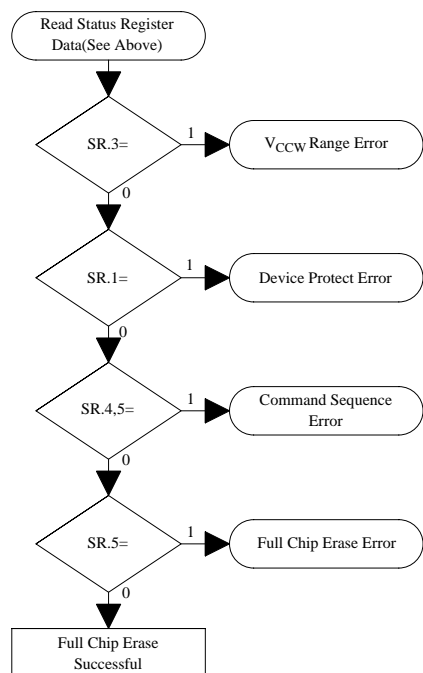 Read Status Register
Data(See Above)
SR.3=
1
VCCW Range Error
0
SR.1=
1
Device Protect Error
0
SR.4,5=
1
Command Sequence
Error
0
SR.5=
1
Full Chip Erase Error
0
Full Chip Erase
Successful